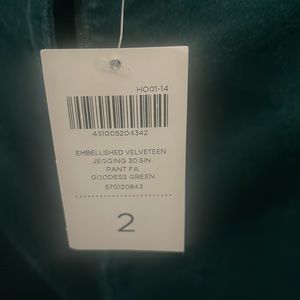 HO01-14
451005204342
EMBELLISHED VELVETEEN
JEGGING 30.5IN
PANT FA
GODDESS GREEN
570120843
2